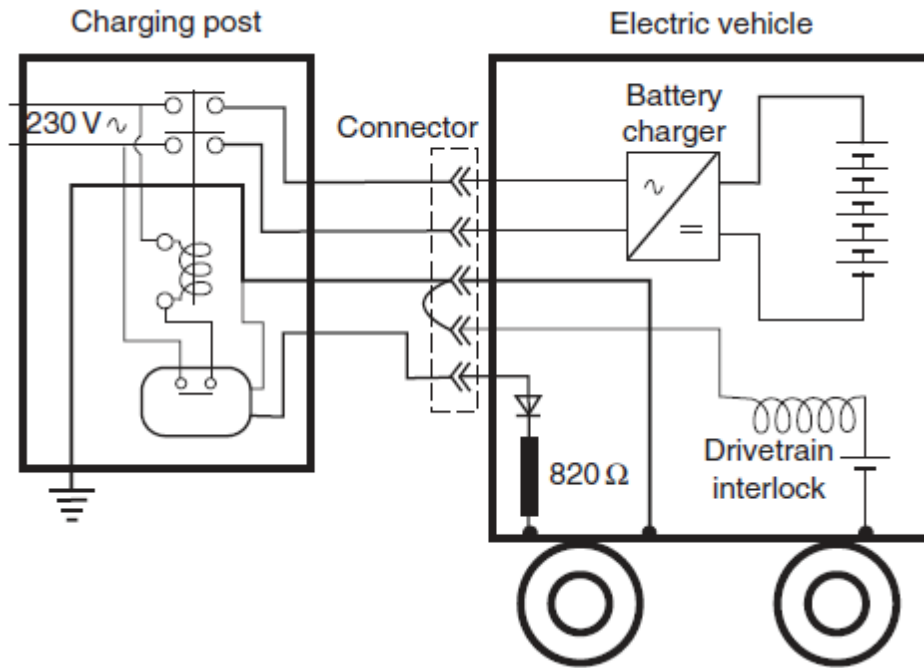 Charging post
Electric vehicle
230 V ∿
Connector
Battery
charger
820 Ω
Drivetrain
interlock